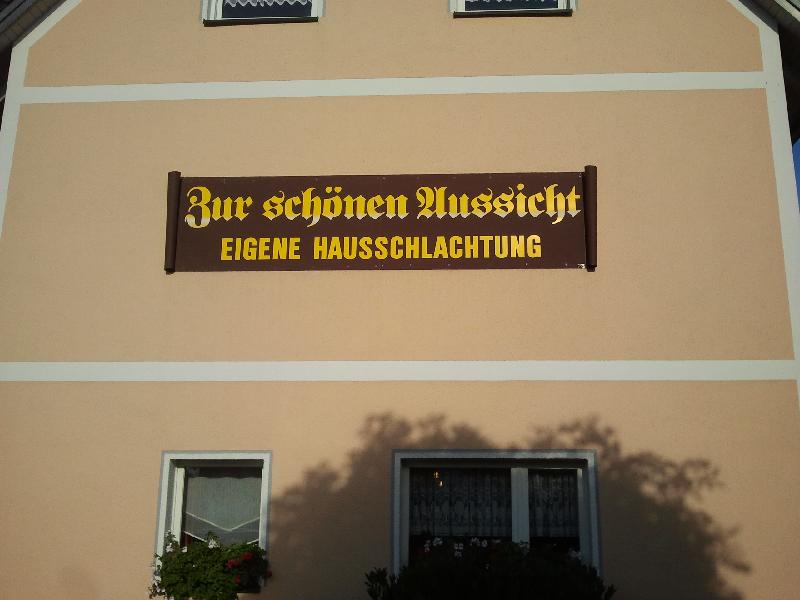 Zur schönen Aussicht
EIGENE HAUSSCHLACHTUNG